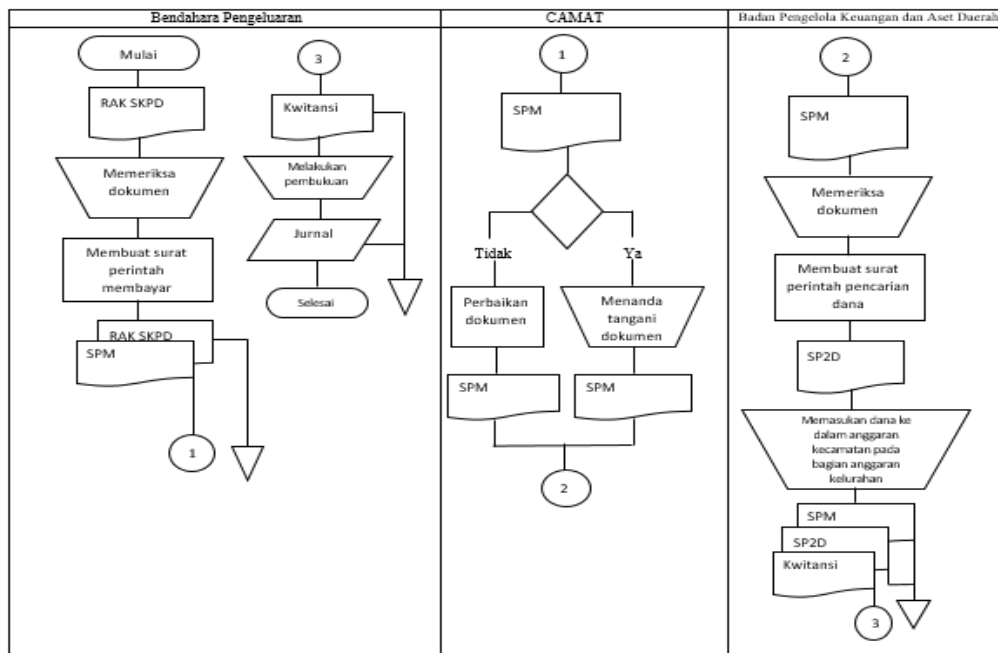 Bendahara Pengeluaran
Mulai
RAK SKPD
Memeriksa
dokumen
Membuat surat
perintah
membayar
RAK SKPD
SPM
1
3
Kwitansi
Melakukan
pembukuan
Jurnal
Selesai
CAMAT
1
SPM
Tidak
Ya
Perbaikan
dokumen
Menanda
tangani
dokumen
SPM
SPM
2
Badan Pengelola Keuangan dan Aset Daerah
2
SPM
Memeriksa
dokumen
Membuat surat
perintah pencarian
dana
SP2D
Memasukan dana ke
dalam anggaran
kecamatan pada
bagian anggaran
kelurahan
SPM
SP2D
Kwitansi
3